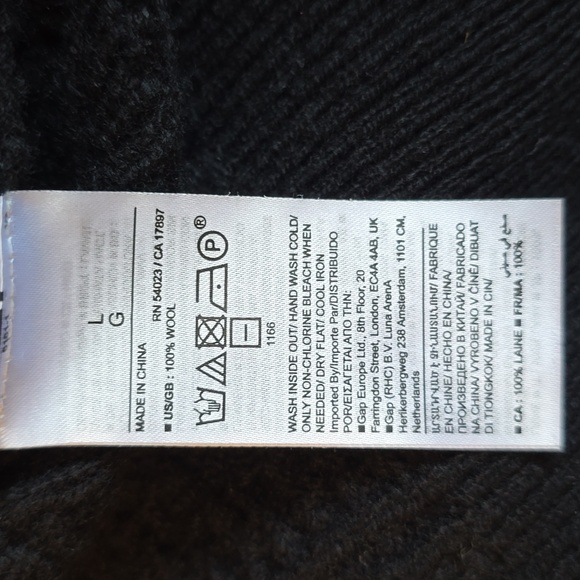 L
G
MADE IN CHINA
RN 54023 / CA 17897
■ US/GB : 100% WOOL
P®
1166
WASH INSIDE OUT/ HAND WASH COLD/
ONLY NON-CHLORINE BLEACH WHEN
NEEDED/ DRY FLAT/ COOL IRON
Imported By/Importe Par/DISTRIBUIDO
POR/ΕΙΣΑΓΕΤΑΙ ΑΠΟ ΤΗΝ:
■Gap Europe Ltd., 8th Floor, 20
Farringdon Street, London, EC4A 4AB, UK
■Gap (RHC) B.V. Luna ArenA
Herikerbergweg 238 Amsterdam, 1101 CM,
Netherlands
FABRIQUE
EN CHINE/ HECHO EN CHINA/
ПРОИЗВЕДЕНО В КИТАЙ/ FABRICADO
NA CHINA/ VYROBENO V ČÍNĚ/ DIBUAT
DI TIONGKOK/ MADE IN CIN/
صنع في صيني
■ CA : 100% LAINE ■ FR/MA : 100%